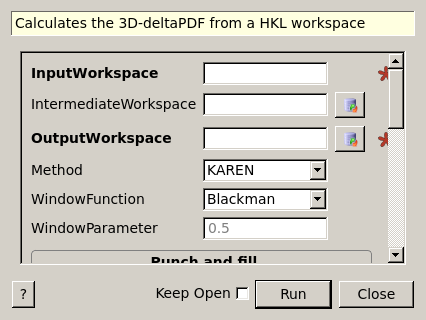 Calculates the 3D-deltaPDF from a HKL workspace
InputWorkspace
IntermediateWorkspace
OutputWorkspace
Method KAREN
WindowFunction Blackman
WindowParameter 0.5
Punch and fill
? Keep Open Run Close